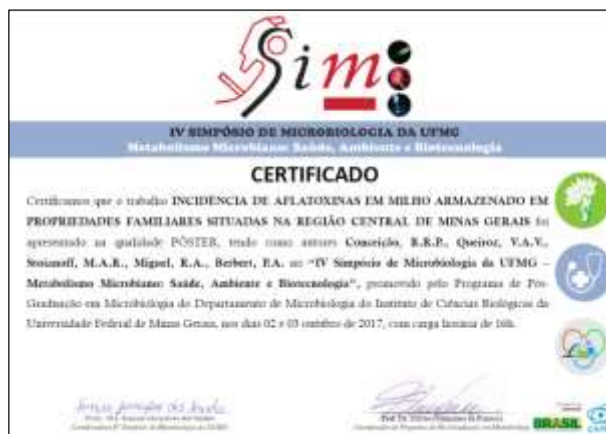 Sim
IV SIMPÓSIO DE MICROBIOLOGIA DA UFMG
Metabolismo Microbiano: Saúde, Ambiente e Biotecnologia
CERTIFICADO
Certificamos que o trabalho INCIDÊNCIA DE AFLATOXINAS EM MILHO ARMAZENADO EM
PROPRIEDADES FAMILIARES SITUADAS NA REGIÃO CENTRAL DE MINAS GERAIS foi
apresentado na qualidade PÔSTER, tendo como autores Conceição, R.R.P., Queiroz, V.A.V.,
Stoianoff, M.A.R., Miguel, R.A., Berbert, P.A. no "IV Simpósio de Microbiologia da UFMG –
Metabolismo Microbiano: Saúde, Ambiente e Biotecnologia", promovido pelo Programa de Pós-
Graduação em Microbiologia do Departamento de Microbiologia do Instituto de Ciências Biológicas da
Universidade Federal de Minas Gerais, nos dias 02 e 03 outubro de 2017, com carga horária de 16h.
BRASIL